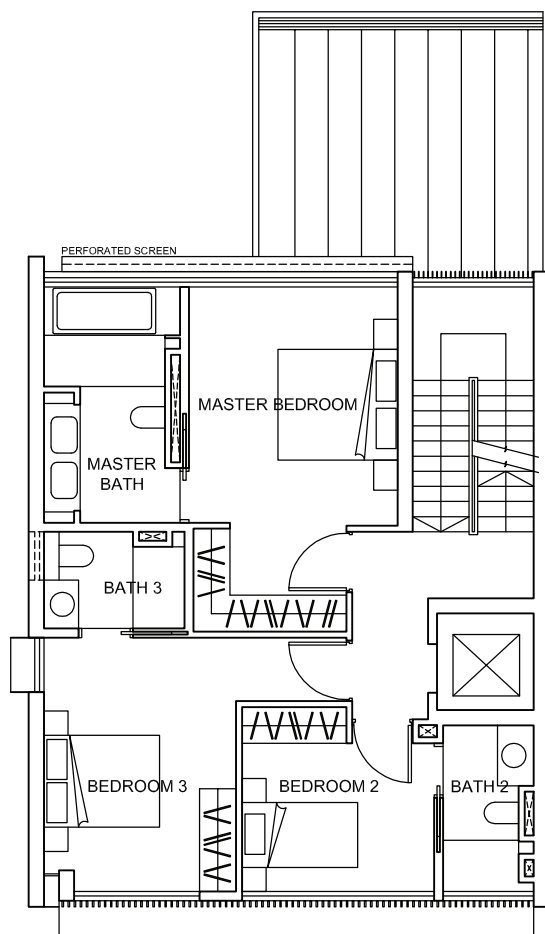 PERFORATED SCREEN
MASTER BEDROOM
MASTER
BATH
BATH 3
BEDROOM 3
BEDROOM 2
BATH 2